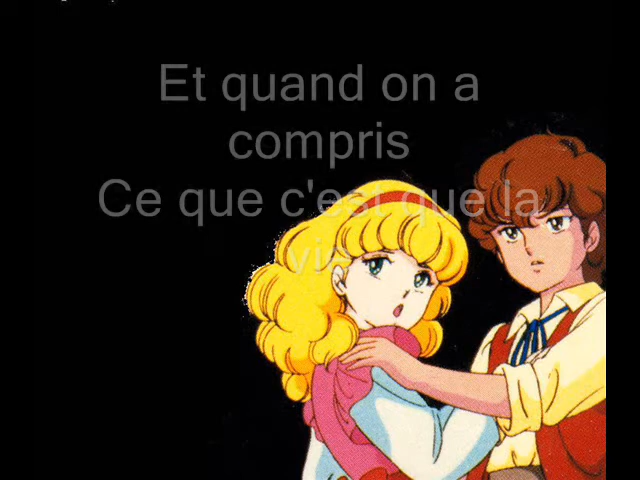 Et quand on a
compris
Ce que c'est que la
vie